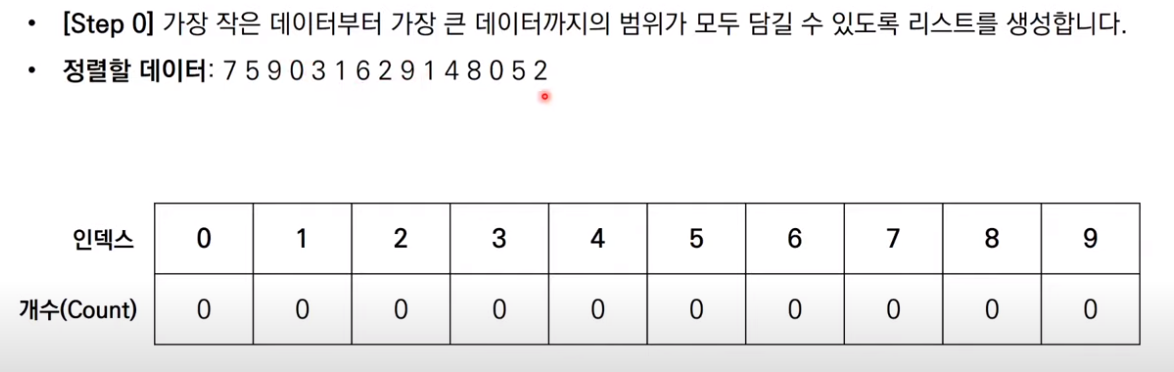 • [Step 0] 가장 작은 데이터부터 가장 큰 데이터까지의 범위가 모두 담길 수 있도록 리스트를 생성합니다.
• 정렬할 데이터: 7 5 9 0 3 1 6 2 9 1 4 8 0 5 2
인덱스 0 1 2 3 4 5 6 7 8 9
개수(Count) 0 0 0 0 0 0 0 0 0 0